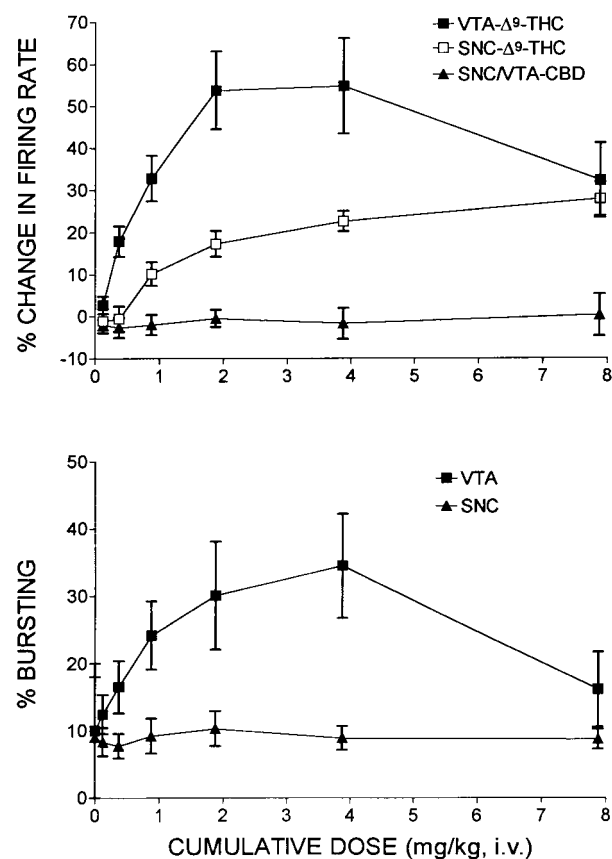 VTA-Δ⁹-THC
SNC-Δ⁹-THC
SNC/VTA-CBD
% CHANGE IN FIRING RATE
70
60
50
40
30
20
10
0
-10
0 1 2 3 4 5 6 7 8
VTA
SNC
% BURSTING
50
40
30
20
10
0
0 1 2 3 4 5 6 7 8
CUMULATIVE DOSE (mg/kg, i.v.)